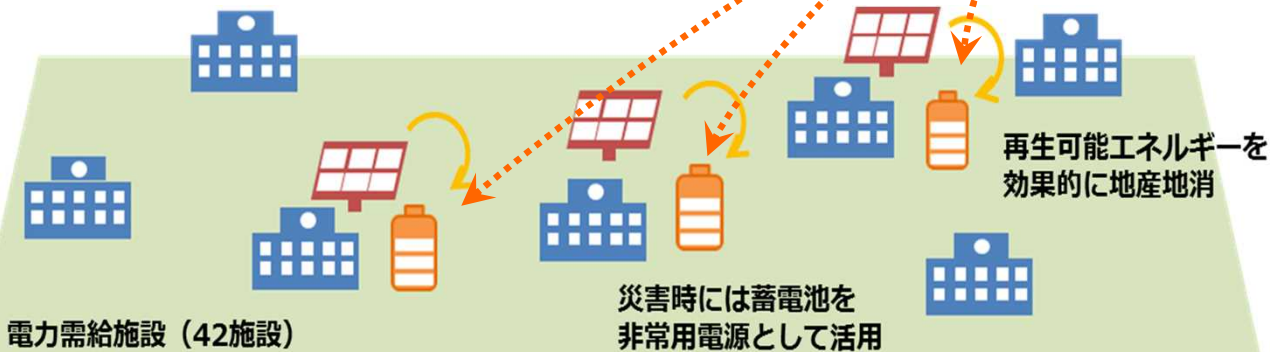 再生可能エネルギーを
効果的に地産地消
災害時には蓄電池を
非常用電源として活用
電力需給施設（42施設）